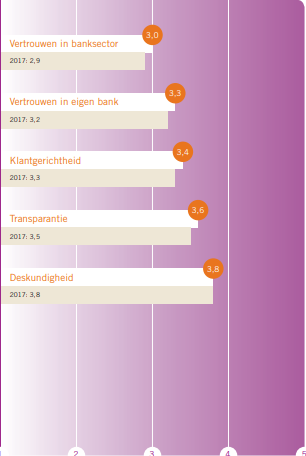 3,0
Vertrouwen in banksector
2017: 2,9
3,3
Vertrouwen in eigen bank
2017: 3,2
3,4
Klantgerichtheid
2017: 3,3
3,6
Transparantie
2017: 3,5
3,8
Deskundigheid
2017: 3,8
2 3 4 5